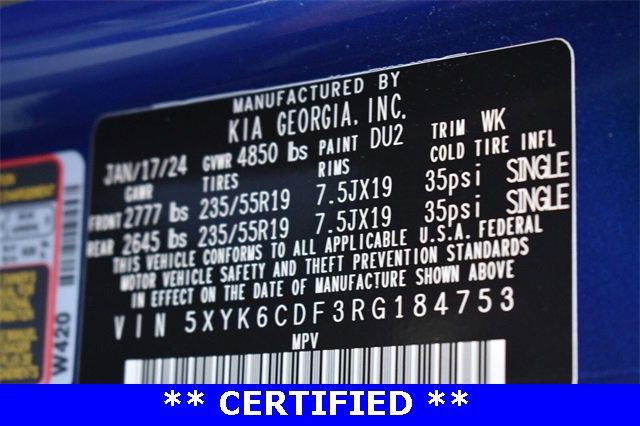 MANUFACTURED BY
KIA GEORGIA, INC.
JAN/17/24 GVWR 4850 lbs PAINT DU2 TRIM WK
GAWR TIRES RIMS COLD TIRE INFL
FRONT 2777 lbs 235/55R19 7.5JX19 35psi SINGLE
REAR 2645 lbs 235/55R19 7.5JX19 35psi SINGLE
THIS VEHICLE CONFORMS TO ALL APPLICABLE U.S.A. FEDERAL
MOTOR VEHICLE SAFETY AND THEFT PREVENTION STANDARDS
IN EFFECT ON THE DATE OF MANUFACTURE SHOWN ABOVE
VIN 5XYK6CDF3RG184753
MPV
W420
** CERTIFIED **